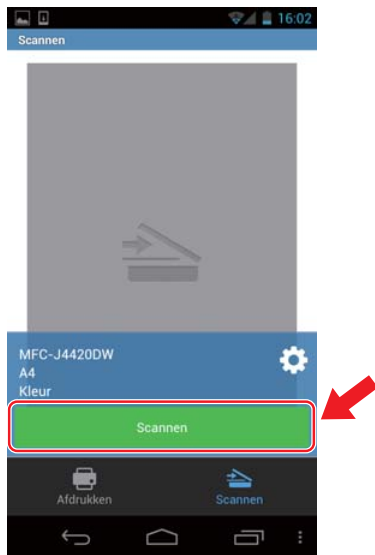 16:02
Scannen
MFC-J4420DW
A4
Kleur
Scannen
Afdrukken
Scannen